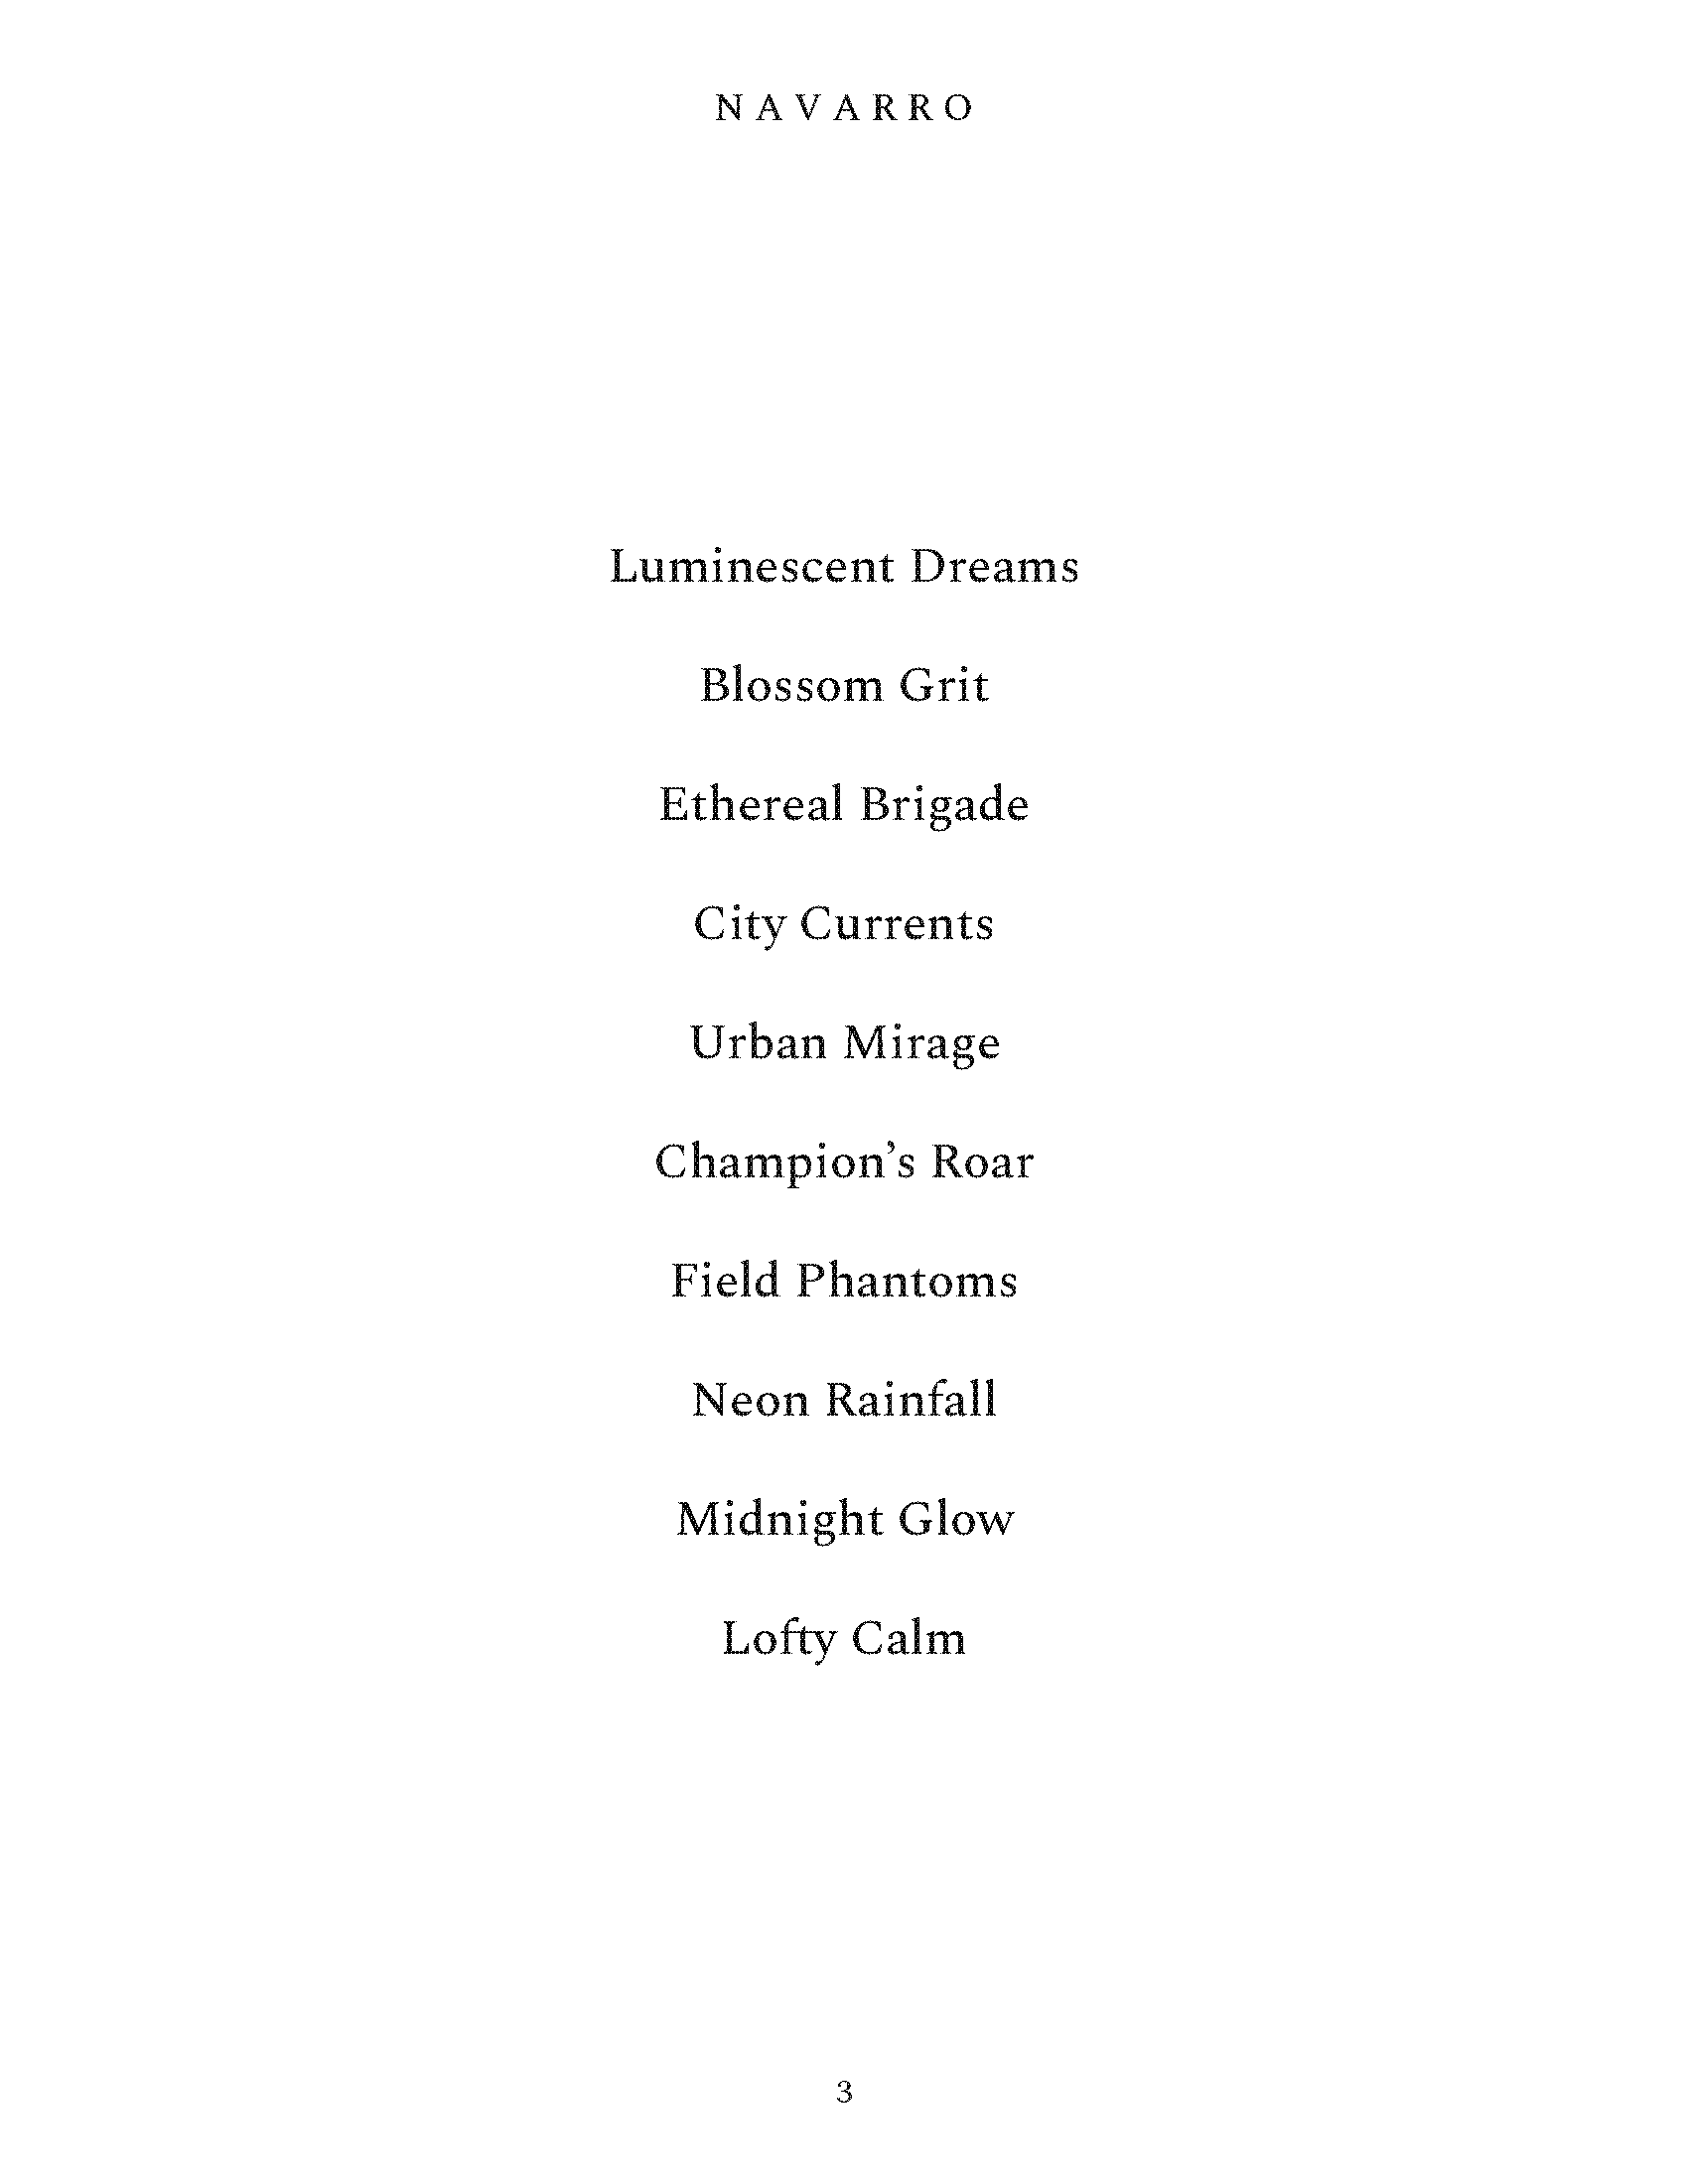 NAVARRO
Luminescent Dreams
Blossom Grit
Ethereal Brigade
City Currents
Urban Mirage
Champion’s Roar
Field Phantoms
Neon Rainfall
Midnight Glow
Lofty Calm
3